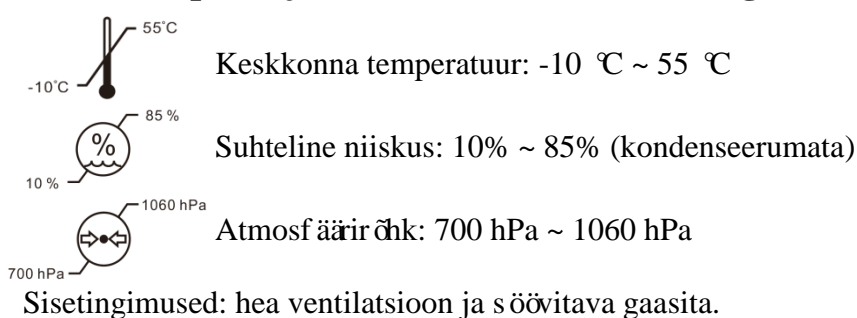 55°C
-10°C
Keskkonna temperatuur: -10 ℃ ~ 55 ℃
85 %
%
10 %
Suhteline niiskus: 10% ~ 85% (kondenseerumata)
1060 hPa
700 hPa
Atmosfäärirõhk: 700 hPa ~ 1060 hPa
Sisetingimused: hea ventilatsioon ja söövitava gaasita.